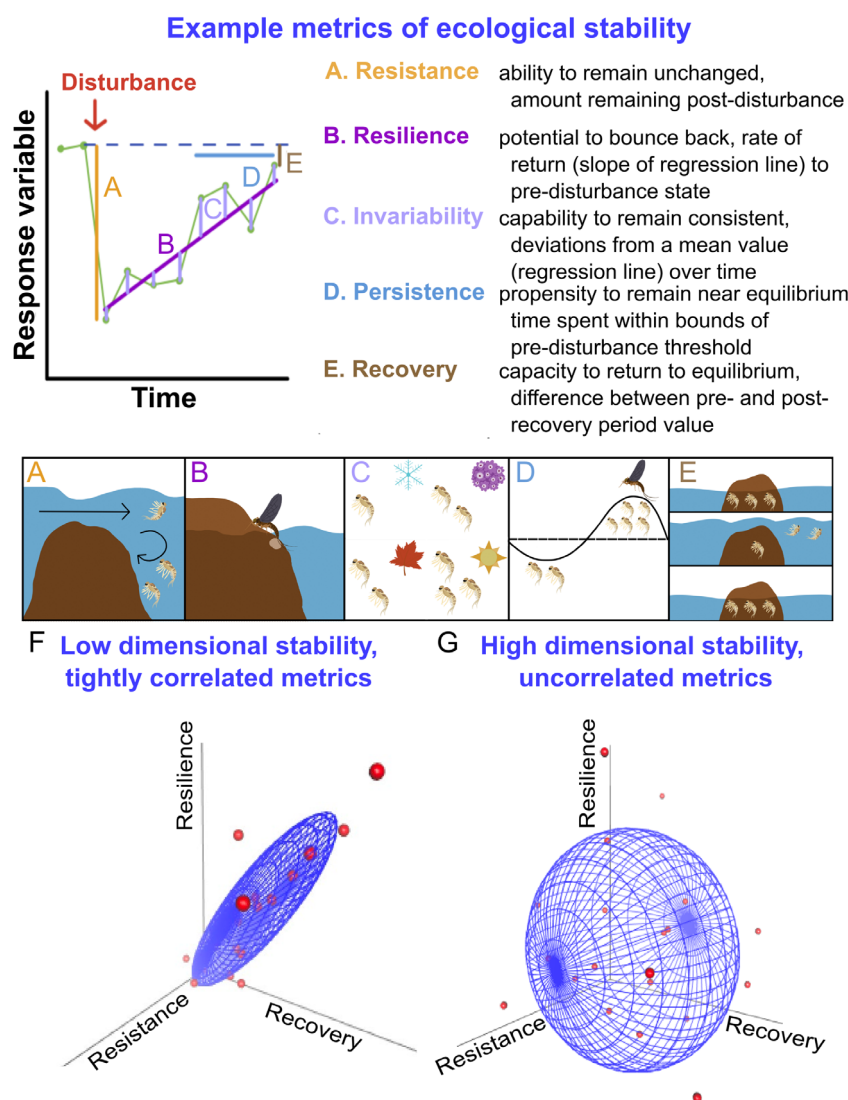 Example metrics of ecological stability
Disturbance
Response variable
Time
A
B
C
D
E
A. Resistance
ability to remain unchanged,
amount remaining post-disturbance
B. Resilience
potential to bounce back, rate of
return (slope of regression line) to
pre-disturbance state
C. Invariability
capability to remain consistent,
deviations from a mean value
(regression line) over time
D. Persistence
propensity to remain near equilibrium
time spent within bounds of
pre-disturbance threshold
E. Recovery
capacity to return to equilibrium,
difference between pre- and post-
recovery period value
A
B
C
D
E
F Low dimensional stability,
tightly correlated metrics
G High dimensional stability,
uncorrelated metrics
Resilience
Resistance
Recovery
Resilience
Resistance
Recovery